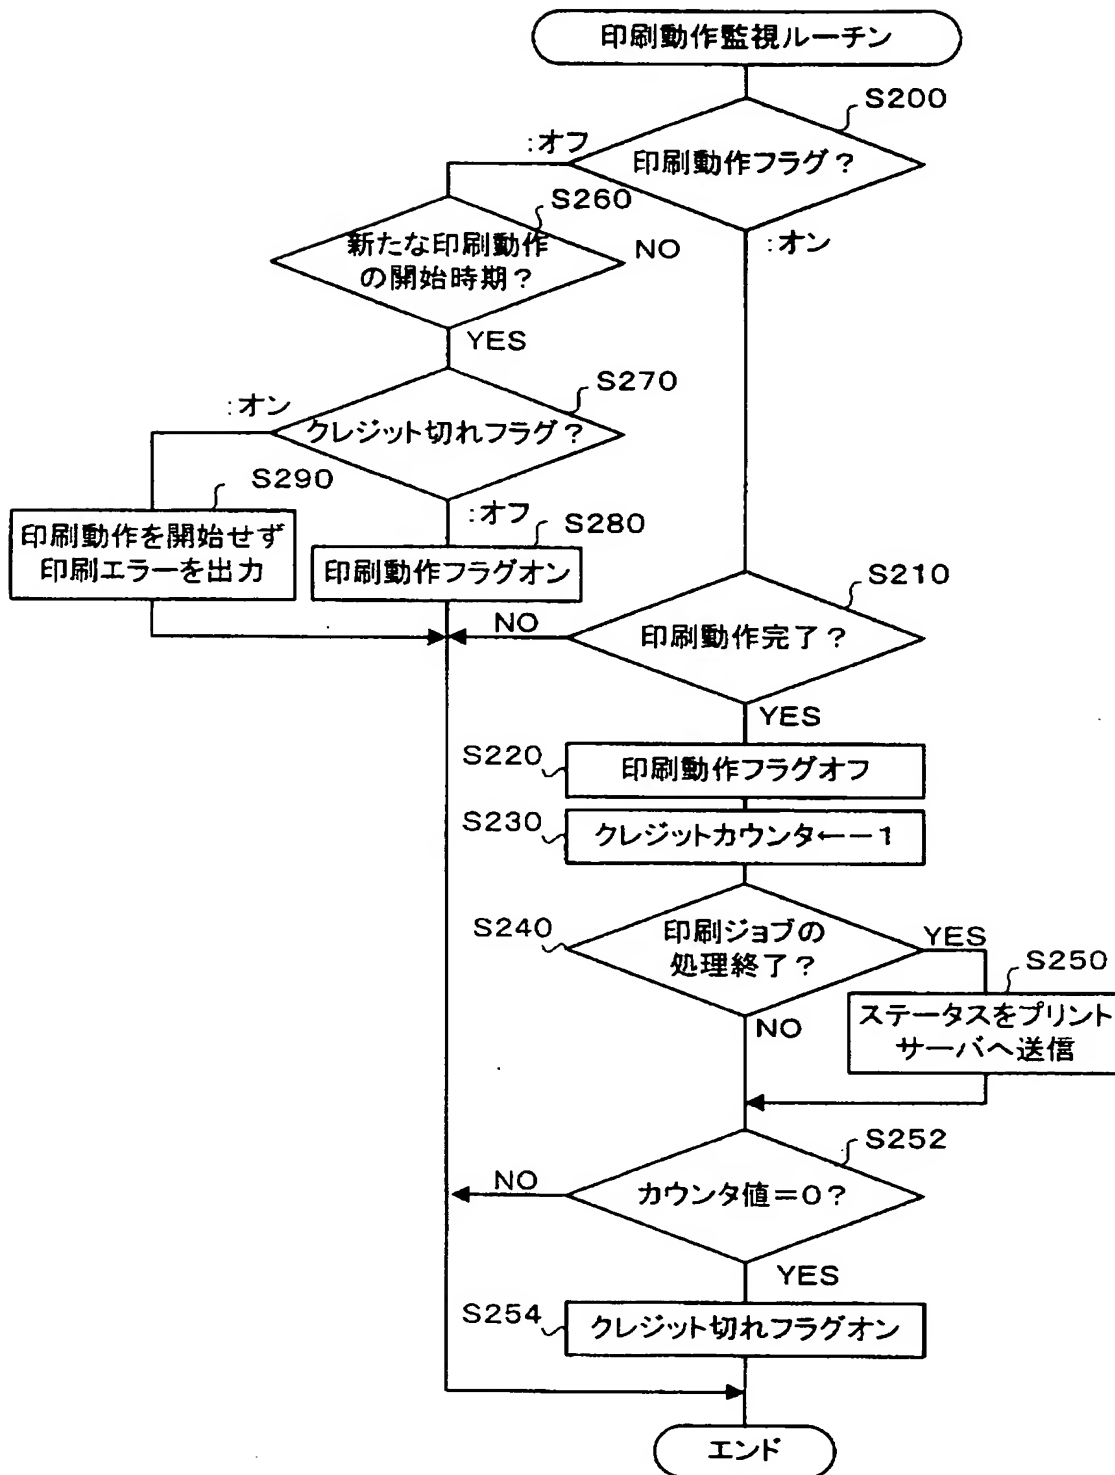 印刷動作監視ルーチン
S200
:オフ
印刷動作フラグ?
S260
:オン
新たな印刷動作
の開始時期?
NO
YES
S270
:オン
クレジット切れフラグ?
S290
:オフ
S280
印刷動作を開始せず
印刷エラーを出力
印刷動作フラグオン
S210
NO
印刷動作完了?
YES
S220
印刷動作フラグオフ
S230
クレジットカウンタ←−1
S240
印刷ジョブの
処理終了?
YES
S250
NO
ステータスをプリント
サーバへ送信
S252
NO
カウンタ値=0?
YES
S254
クレジット切れフラグオン
エンド